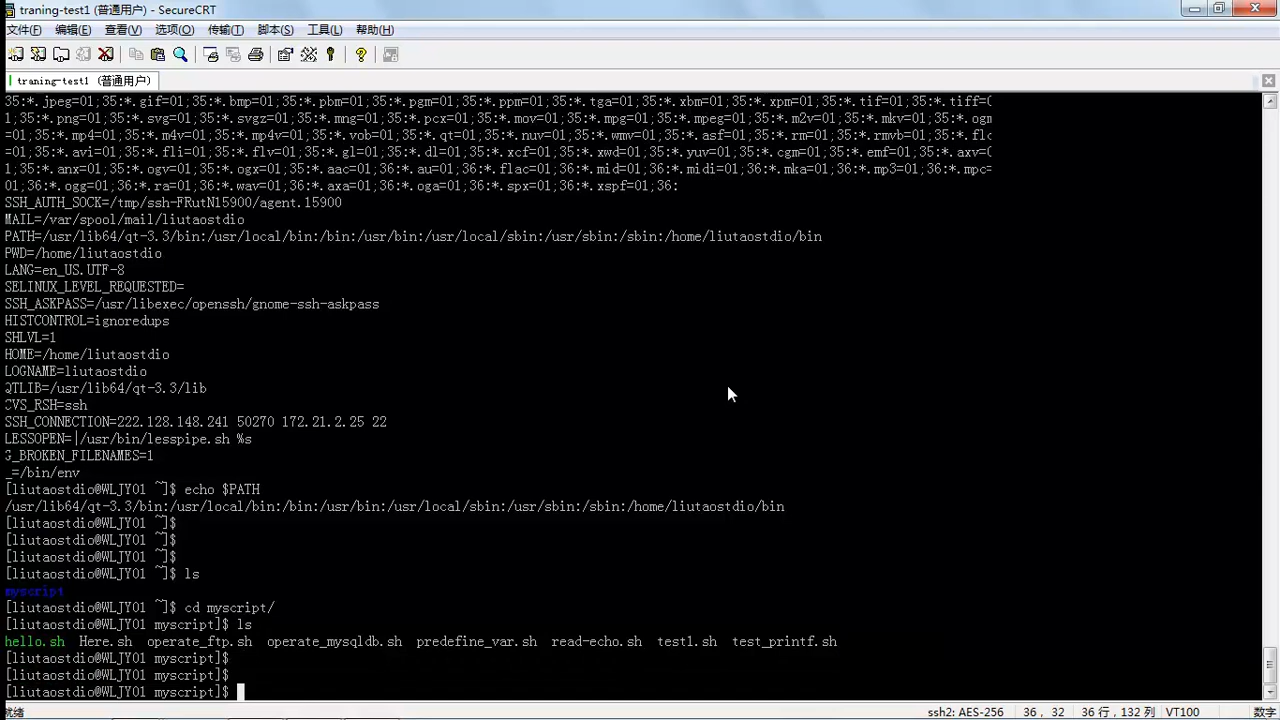 traning-test1 (普通用户) - SecureCRT
文件(F) 编辑(E) 查看(V) 选项(O) 传输(T) 脚本(S) 工具(L) 帮助(H)
traning-test1 (普通用户)
35:*.jpeg=01;35:*.gif=01;35:*.bmp=01;35:*.pbm=01;35:*.pgm=01;35:*.ppm=01;35:*.tga=01;35:*.xbm=01;35:*.xpm=01;35:*.tif=01;35:*.tiff=0
1;35:*.png=01;35:*.svg=01;35:*.svgz=01;35:*.mng=01;35:*.pcx=01;35:*.mov=01;35:*.mpg=01;35:*.mpeg=01;35:*.m2v=01;35:*.mkv=01;35:*.ogm
=01;35:*.mp4=01;35:*.m4v=01;35:*.mp4v=01;35:*.vob=01;35:*.qt=01;35:*.nuv=01;35:*.wmv=01;35:*.asf=01;35:*.rm=01;35:*.rmvb=01;35:*.flc
=01;35:*.avi=01;35:*.fli=01;35:*.flv=01;35:*.gl=01;35:*.dl=01;35:*.xcf=01;35:*.xwd=01;35:*.yuv=01;35:*.cgm=01;35:*.emf=01;35:*.axv=0
1;35:*.anx=01;35:*.ogv=01;35:*.ogx=01;35:*.aac=01;36:*.au=01;36:*.flac=01;36:*.mid=01;36:*.midi=01;36:*.mka=01;36:*.mp3=01;36:*.mpc=
01;36:*.ogg=01;36:*.ra=01;36:*.wav=01;36:*.axa=01;36:*.oga=01;36:*.spx=01;36:*.xspf=01;36:
SSH_AUTH_SOCK=/tmp/ssh-FRutN15900/agent.15900
MAIL=/var/spool/mail/liutaostdio
PATH=/usr/lib64/qt-3.3/bin:/usr/local/bin:/bin:/usr/bin:/usr/local/sbin:/usr/sbin:/sbin:/home/liutaostdio/bin
PWD=/home/liutaostdio
LANG=en_US.UTF-8
SELINUX_LEVEL_REQUESTED=
SSH_ASKPASS=/usr/libexec/openssh/gnome-ssh-askpass
HISTCONTROL=ignoredups
SHLVL=1
HOME=/home/liutaostdio
LOGNAME=liutaostdio
QTLIB=/usr/lib64/qt-3.3/lib
CVS_RSH=ssh
SSH_CONNECTION=222.128.148.241 50270 172.21.2.25 22
LESSOPEN=|/usr/bin/lesspipe.sh %s
G_BROKEN_FILENAMES=1
_=/bin/env
[liutaostdio@WLJY01 ~]$ echo $PATH
/usr/lib64/qt-3.3/bin:/usr/local/bin:/bin:/usr/bin:/usr/local/sbin:/usr/sbin:/sbin:/home/liutaostdio/bin
[liutaostdio@WLJY01 ~]$
[liutaostdio@WLJY01 ~]$
[liutaostdio@WLJY01 ~]$
[liutaostdio@WLJY01 ~]$ ls
myscript
[liutaostdio@WLJY01 ~]$ cd myscript/
[liutaostdio@WLJY01 myscript]$ ls
hello.sh Here.sh operate_ftp.sh operate_mysqldb.sh predefine_var.sh read-echo.sh test1.sh test_printf.sh
[liutaostdio@WLJY01 myscript]$
[liutaostdio@WLJY01 myscript]$
[liutaostdio@WLJY01 myscript]$
就绪 ssh2: AES-256 36, 32 36 行, 132 列 VT100 数字